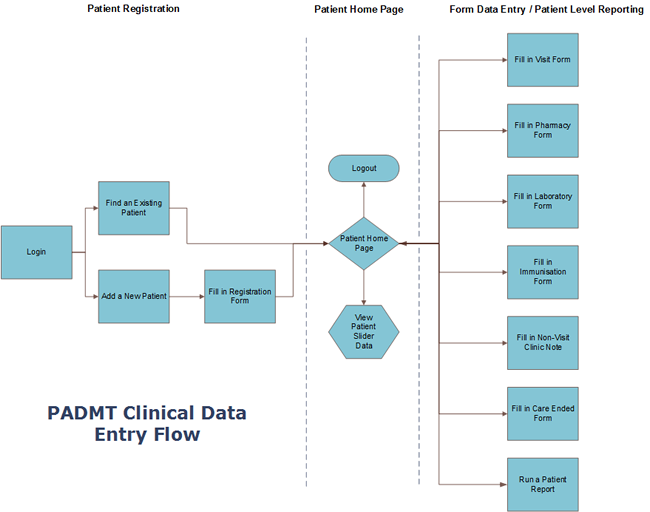 Patient Registration
Patient Home Page
Form Data Entry / Patient Level Reporting
Login
Find an Existing
Patient
Add a New Patient
Fill in Registration
Form
Logout
Patient Home
Page
View
Patient
Slider
Data
Fill in Visit Form
Fill in Pharmacy
Form
Fill in Laboratory
Form
Fill in
Immunisation Form
Fill in Non-Visit
Clinic Note
Fill in Care Ended
Form
Run a Patient
Report
PADMT Clinical Data
Entry Flow